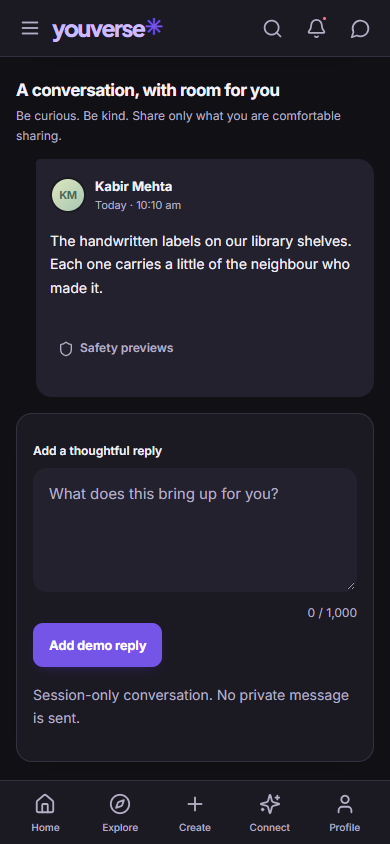 youverse
A conversation, with room for you
Be curious. Be kind. Share only what you are comfortable
sharing.
KM
Kabir Mehta
Today · 10:10 am
The handwritten labels on our library shelves.
Each one carries a little of the neighbour who
made it.
Safety previews
Add a thoughtful reply
What does this bring up for you?
0 / 1,000
Add demo reply
Session-only conversation. No private message
is sent.
Home
Explore
Create
Connect
Profile